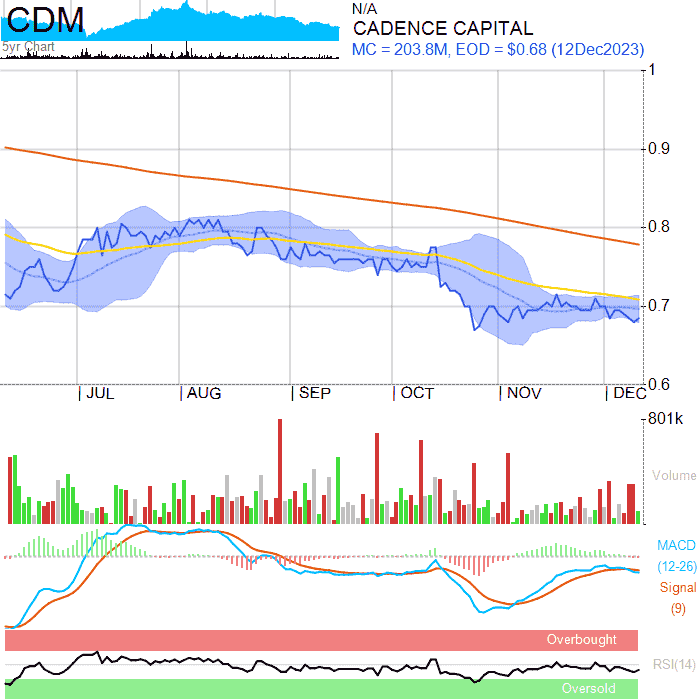 CDM
5yr Chart
N/A
CADENCE CAPITAL
MC = 203.8M, EOD = $0.68 (12Dec2023)
1
0.9
0.8
0.7
0.6
JUL AUG SEP OCT NOV DEC
801k
Volume
MACD
(12-26)
Signal
(9)
Overbought
RSI(14)
Oversold